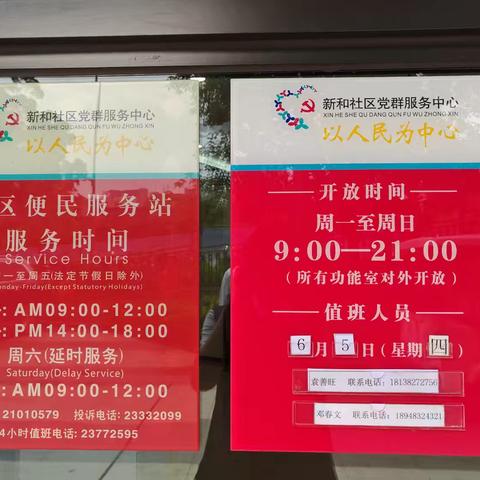 新和社区党群服务中心
XIN HE SHE QU DANG QUN FU WU ZHONG XIN
以人民为中心
区便民服务站
服务时间
Service Hours
一至周五(法定节假日除外)
nday-Friday(Except Statutory Holidays)
: AM09:00-12:00
: PM14:00-18:00
周六(延时服务)
Saturday(Delay Service)
: AM09:00-12:00
21010579 投诉电话: 23332099
4小时值班电话: 23772595
新和社区党群服务中心
XIN HE SHE QU DANG QUN FU WU ZHONG XIN
以人民为中心
开放时间
周一至周日
9:00—21:00
(所有功能室对外开放)
值班人员
6月5日(星期四)
袁善旺 联系电话: 18138272756
邓春文 联系电话: 18948324321